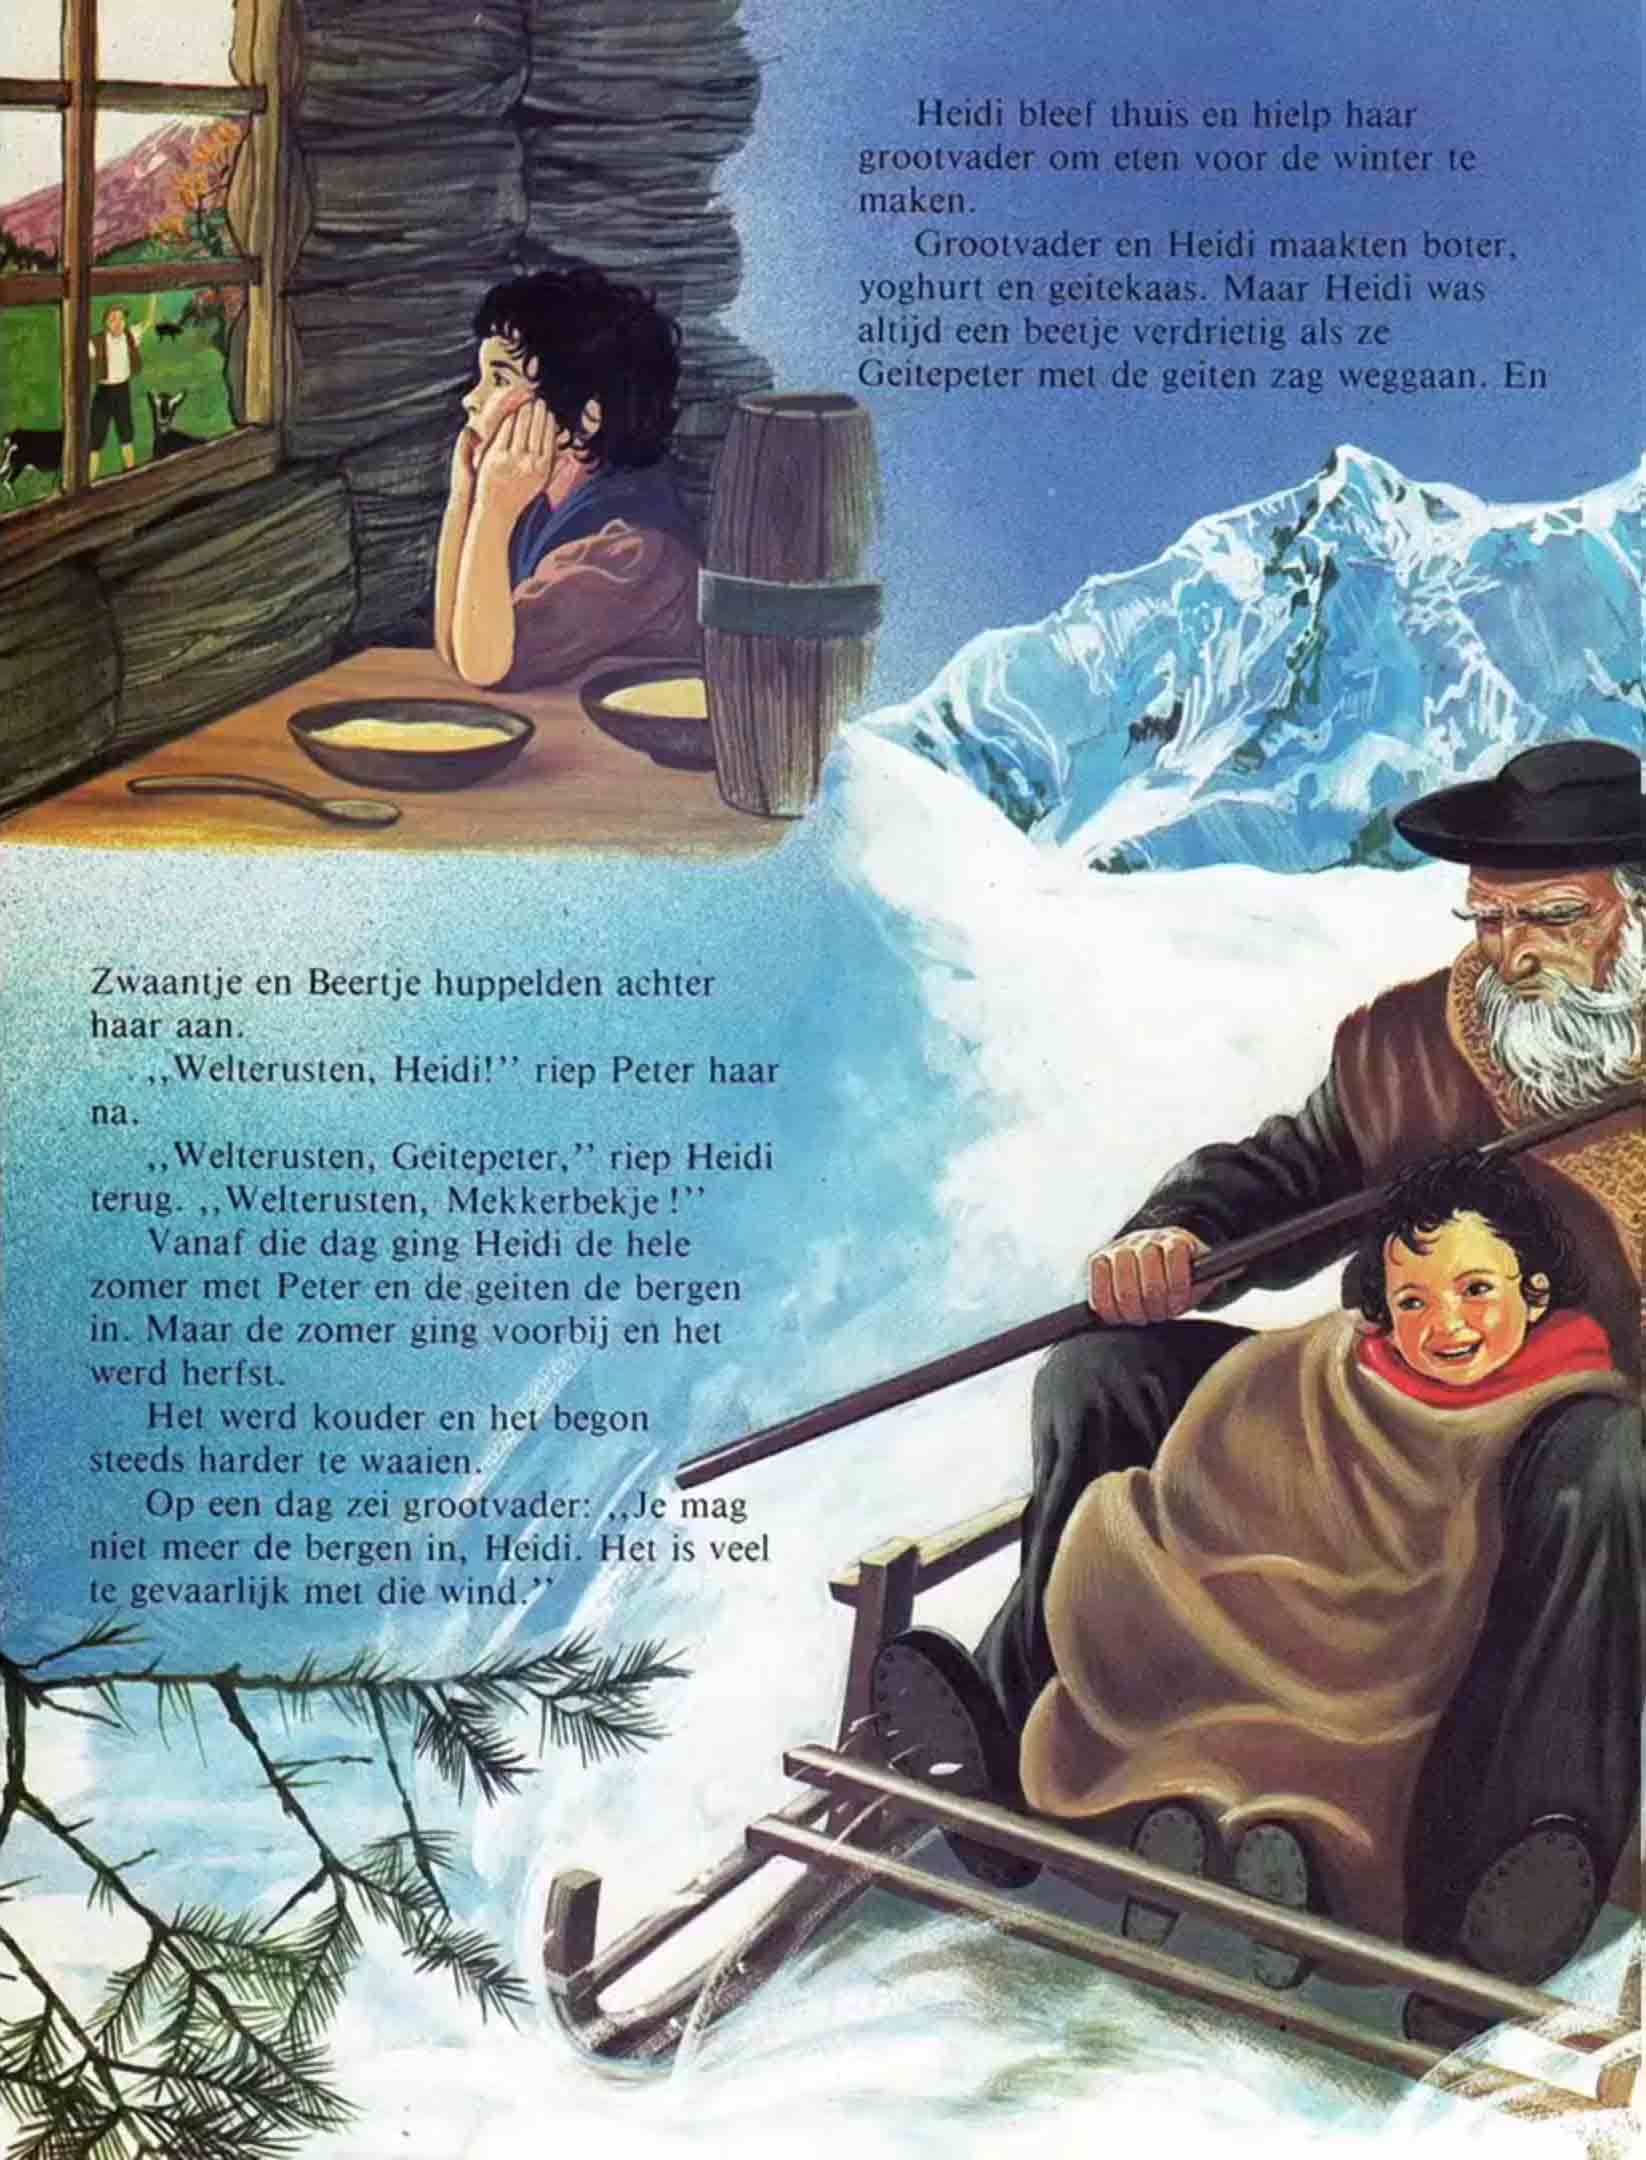 Zwaantje en Beertje huppelden achter
haar aan.
,,Welterusten, Heidi!'' riep Peter haar
na.
,,Welterusten, Geitepeter,'' riep Heidi
terug. ,,Welterusten, Mekkerbekje!''
Vanaf die dag ging Heidi de hele
zomer met Peter en de geiten de bergen
in. Maar de zomer ging voorbij en het
werd herfst.
Het werd kouder en het begon
steeds harder te waaien.
Op een dag zei grootvader: ,,Je mag
niet meer de bergen in, Heidi. Het is veel
te gevaarlijk met die wind.''
Heidi bleef thuis en hielp haar
grootvader om eten voor de winter te
maken.
Grootvader en Heidi maakten boter,
yoghurt en geitekaas. Maar Heidi was
altijd een beetje verdrietig als ze
Geitepeter met de geiten zag weggaan. En